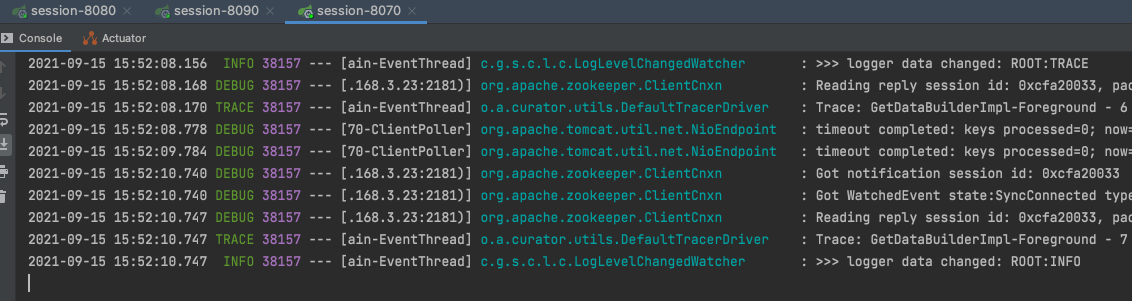 session-8080 × session-8090 × session-8070 ×
Console Actuator
2021-09-15 15:52:08.156 INFO 38157 --- [ain-EventThread] c.g.s.c.l.c.LogLevelChangedWatcher : >>> logger data changed: ROOT:TRACE
2021-09-15 15:52:08.168 DEBUG 38157 --- [.168.3.23:2181)] org.apache.zookeeper.ClientCnxn : Reading reply session id: 0xcfa20033, pac
2021-09-15 15:52:08.170 TRACE 38157 --- [ain-EventThread] o.a.curator.utils.DefaultTracerDriver : Trace: GetDataBuilderImpl-Foreground - 6
2021-09-15 15:52:08.778 DEBUG 38157 --- [70-ClientPoller] org.apache.tomcat.util.net.NioEndpoint : timeout completed: keys processed=0; now=
2021-09-15 15:52:09.784 DEBUG 38157 --- [70-ClientPoller] org.apache.tomcat.util.net.NioEndpoint : timeout completed: keys processed=0; now=
2021-09-15 15:52:10.740 DEBUG 38157 --- [.168.3.23:2181)] org.apache.zookeeper.ClientCnxn : Got notification session id: 0xcfa20033
2021-09-15 15:52:10.740 DEBUG 38157 --- [.168.3.23:2181)] org.apache.zookeeper.ClientCnxn : Got WatchedEvent state:SyncConnected type
2021-09-15 15:52:10.747 DEBUG 38157 --- [.168.3.23:2181)] org.apache.zookeeper.ClientCnxn : Reading reply session id: 0xcfa20033, pac
2021-09-15 15:52:10.747 TRACE 38157 --- [ain-EventThread] o.a.curator.utils.DefaultTracerDriver : Trace: GetDataBuilderImpl-Foreground - 7
2021-09-15 15:52:10.747 INFO 38157 --- [ain-EventThread] c.g.s.c.l.c.LogLevelChangedWatcher : >>> logger data changed: ROOT:INFO